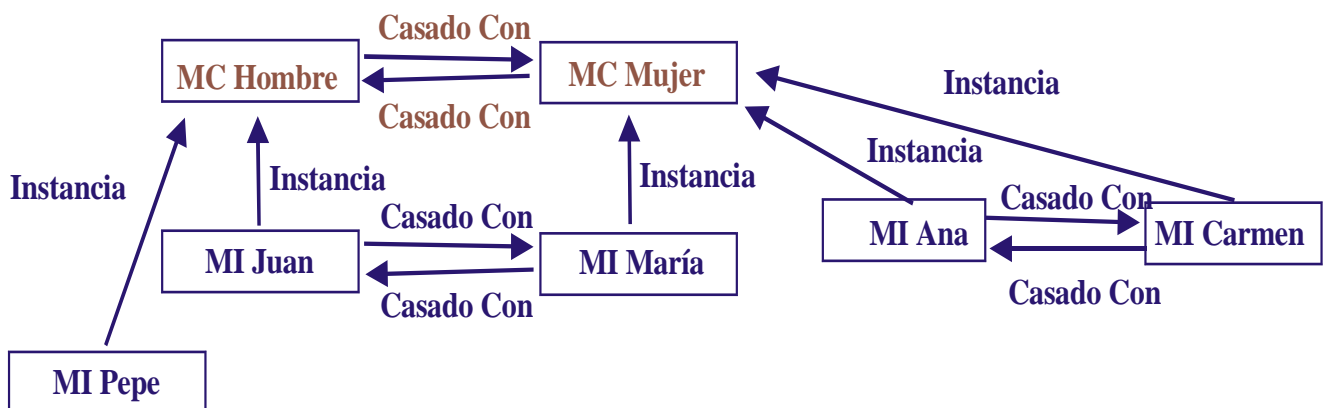 Casado Con
MC Hombre
MC Mujer
Casado Con
Instancia
Instancia
Instancia
Instancia
Instancia
Casado Con
Casado Con
MI Juan
MI María
MI Ana
MI Carmen
Casado Con
Casado Con
MI Pepe